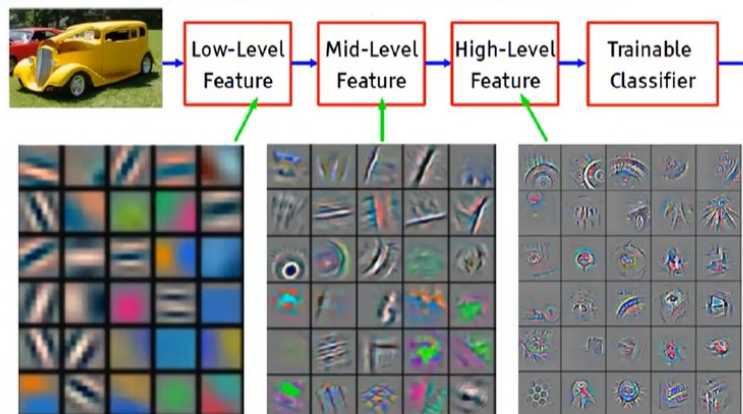 Low-Level
Feature
Mid-Level
Feature
High-Level
Feature
Trainable
Classifier